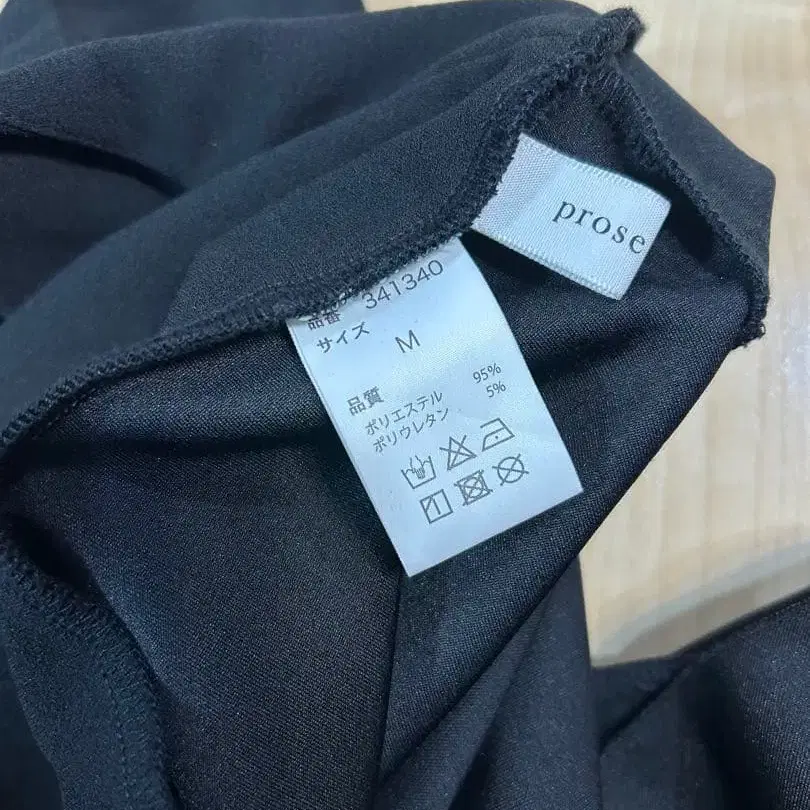 prose
品番 341340
サイズ M
品質
ポリエステル 95%
ポリウレタン 5%